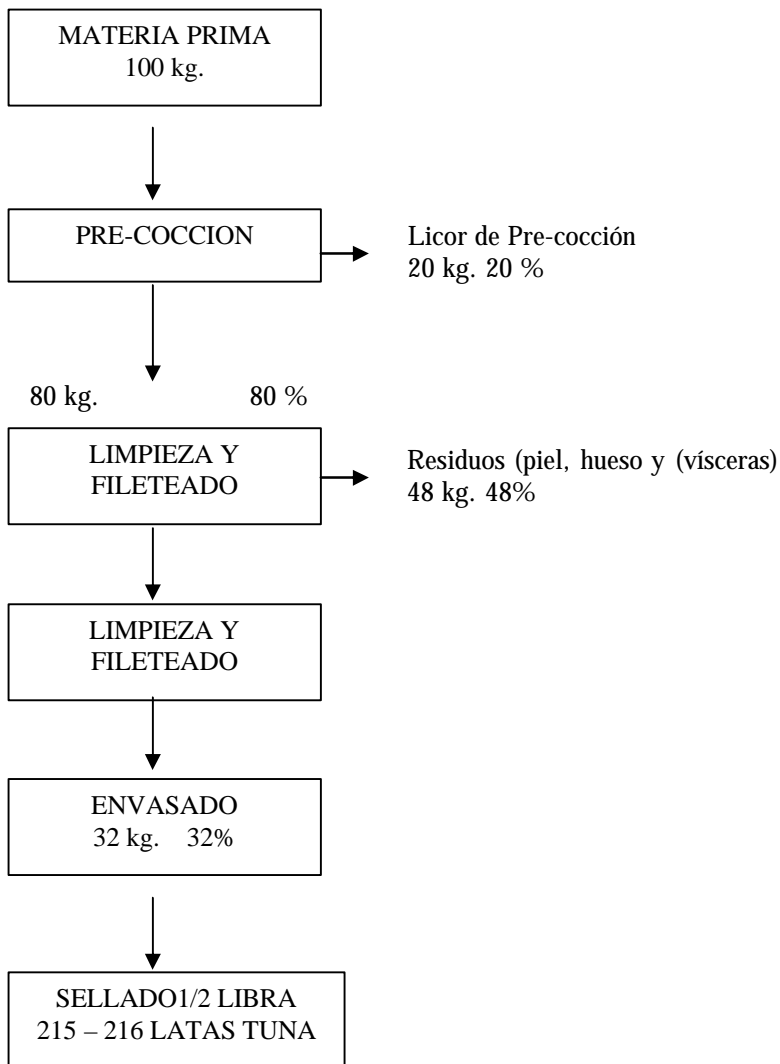 MATERIA PRIMA
100 kg.
PRE-COCCION
Licor de Pre-cocción
20 kg. 20 %
80 kg. 80 %
LIMPIEZA Y
FILETEADO
Residuos (piel, hueso y (vísceras)
48 kg. 48%
LIMPIEZA Y
FILETEADO
ENVASADO
32 kg. 32%
SELLADO1/2 LIBRA
215 – 216 LATAS TUNA